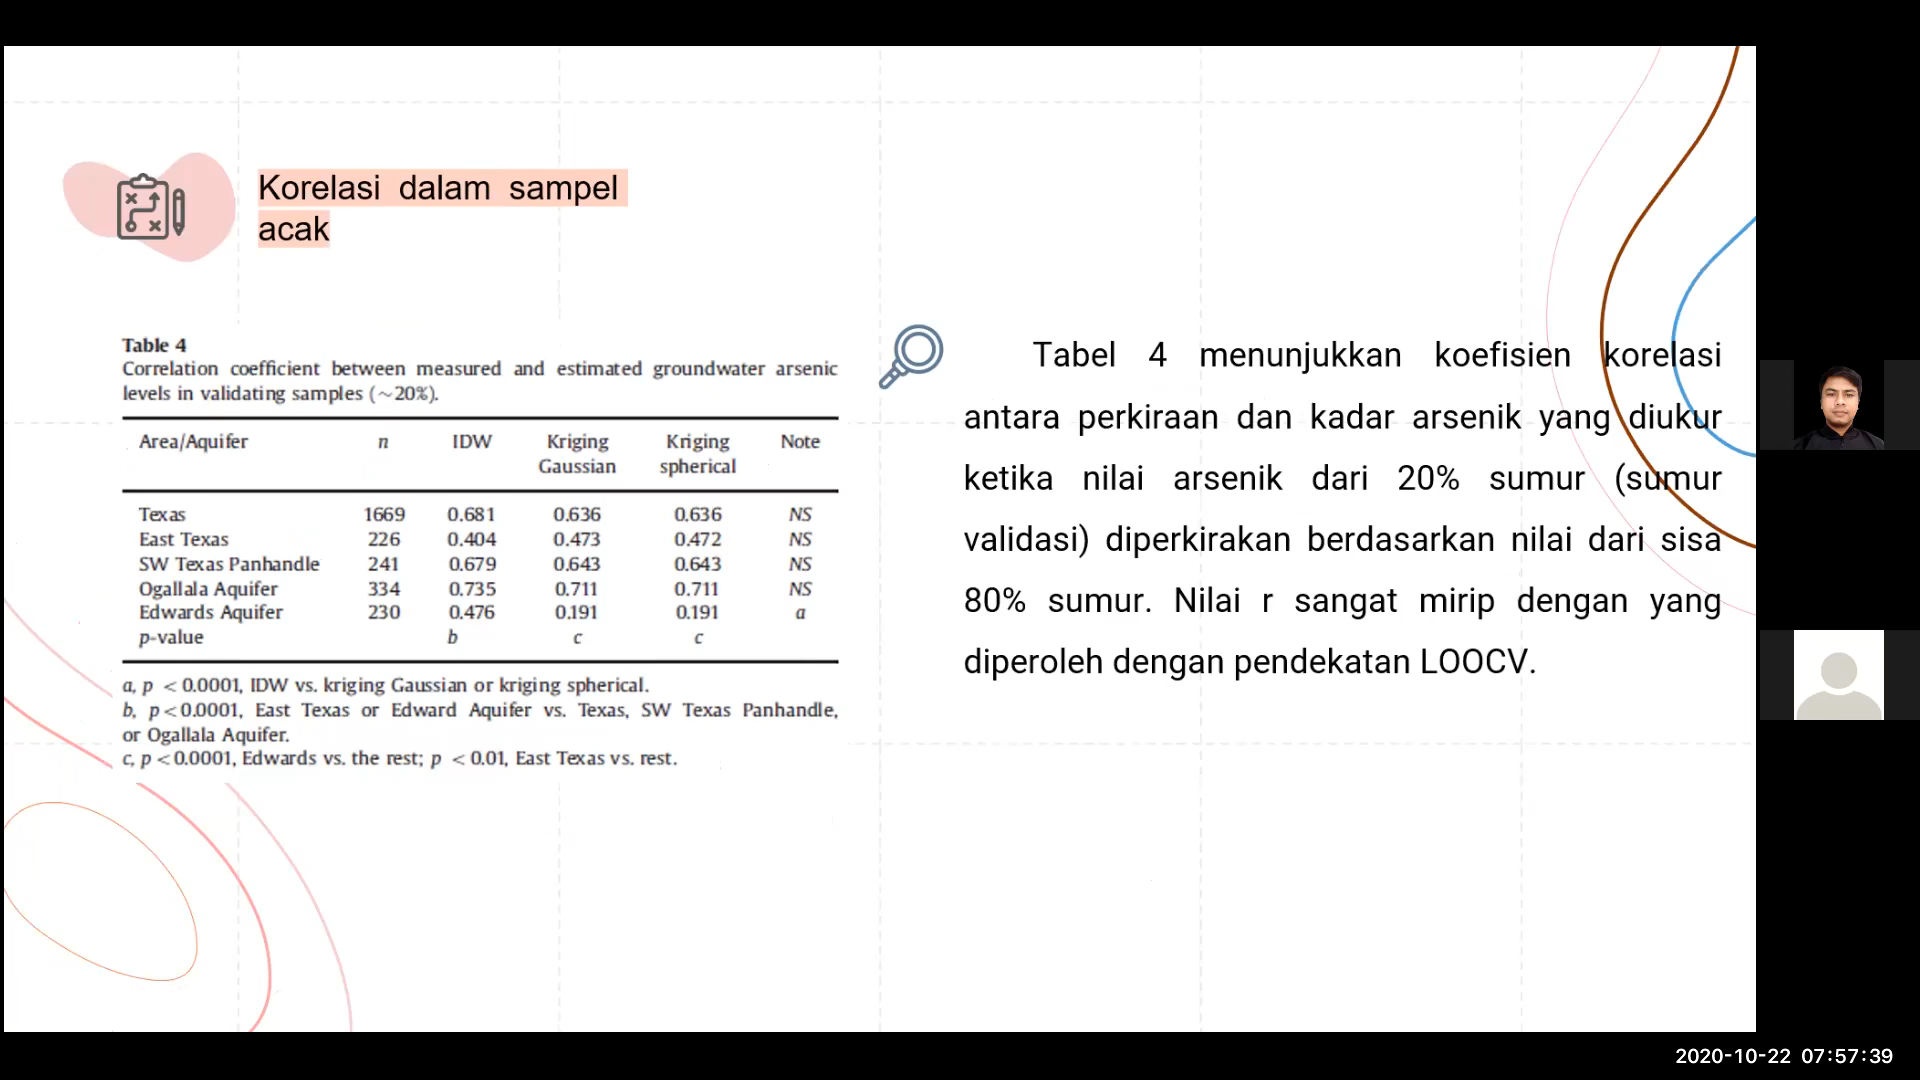 Korelasi dalam sampel
acak
Table 4
Correlation coefficient between measured and estimated groundwater arsenic
levels in validating samples (~20%).
Area/Aquifer n IDW Kriging Gaussian Kriging spherical Note
Texas 1669 0.681 0.636 0.636 NS
East Texas 226 0.404 0.473 0.472 NS
SW Texas Panhandle 241 0.679 0.643 0.643 NS
Ogallala Aquifer 334 0.735 0.711 0.711 NS
Edwards Aquifer 230 0.476 0.191 0.191 a
p-value b c c
a, p < 0.0001, IDW vs. kriging Gaussian or kriging spherical.
b, p<0.0001, East Texas or Edward Aquifer vs. Texas, SW Texas Panhandle,
or Ogallala Aquifer.
c, p<0.0001, Edwards vs. the rest; p < 0.01, East Texas vs. rest.
Tabel 4 menunjukkan koefisien korelasi
antara perkiraan dan kadar arsenik yang diukur
ketika nilai arsenik dari 20% sumur (sumur
validasi) diperkirakan berdasarkan nilai dari sisa
80% sumur. Nilai r sangat mirip dengan yang
diperoleh dengan pendekatan LOOCV.
2020-10-22 07:57:39